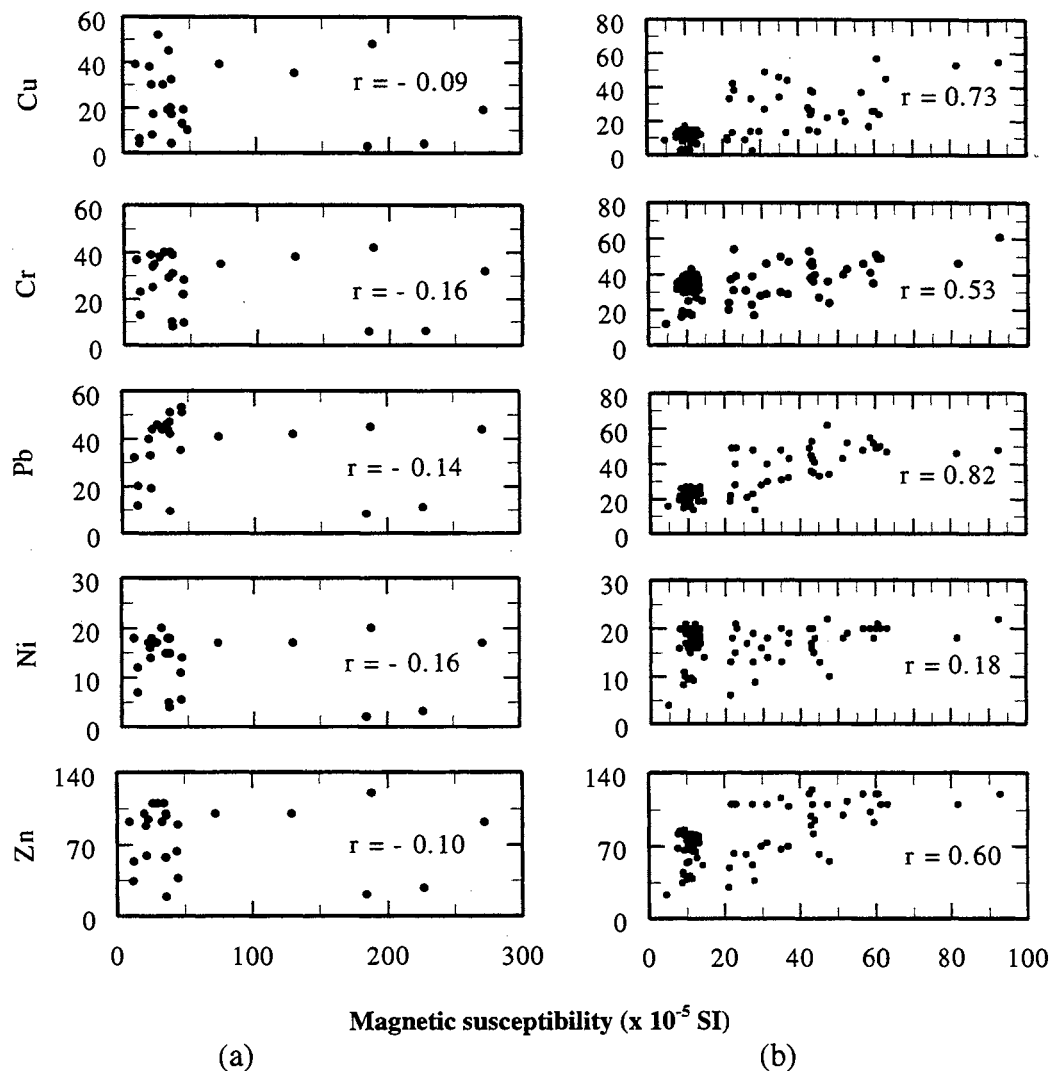 60
40
20
0
Cu
r = - 0.09
80
60
40
20
0
r = 0.73
60
40
20
0
Cr
r = - 0.16
80
60
40
20
0
r = 0.53
60
40
20
0
Pb
r = - 0.14
80
60
40
20
0
r = 0.82
30
20
10
0
Ni
r = - 0.16
40
30
20
10
0
r = 0.18
140
70
0
Zn
r = - 0.10
140
70
0
r = 0.60
0 100 200 300
0 20 40 60 80 100
Magnetic susceptibility (x 10⁻⁵ SI)
(a) (b)